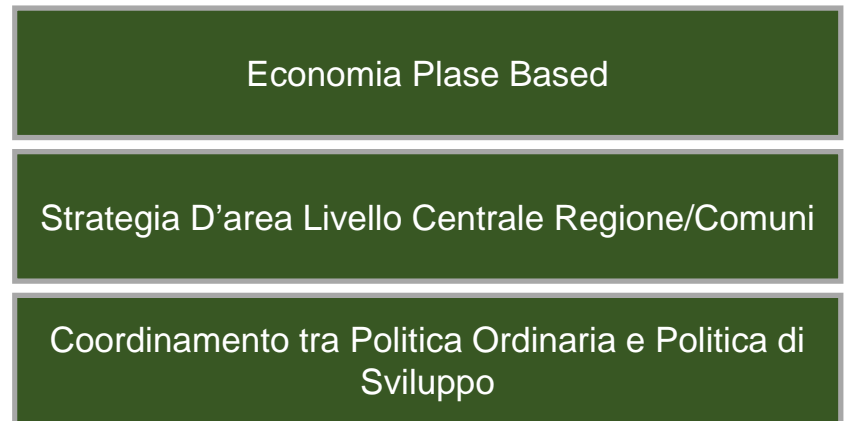 Economia Plase Based
Strategia D'area Livello Centrale Regione/Comuni
Coordinamento tra Politica Ordinaria e Politica di
Sviluppo